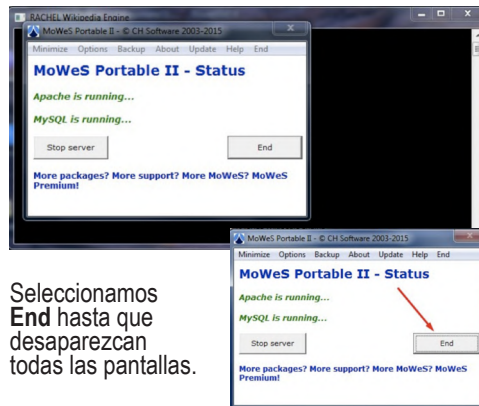 RACHEL Wikipedia Engine
MoWeS Portable II - © CH Software 2003-2015
Minimize Options Backup About Update Help End
MoWeS Portable II - Status
Apache is running...
MySQL is running...
Stop server End
More packages? More support? More MoWeS? MoWeS
Premium!
MoWeS Portable II - © CH Software 2003-2015
Minimize Options Backup About Update Help End
MoWeS Portable II - Status
Apache is running...
MySQL is running...
Stop server End
More packages? More support? More MoWeS? MoWeS
Premium!
Seleccionamos
End hasta que
desaparezcan
todas las pantallas.